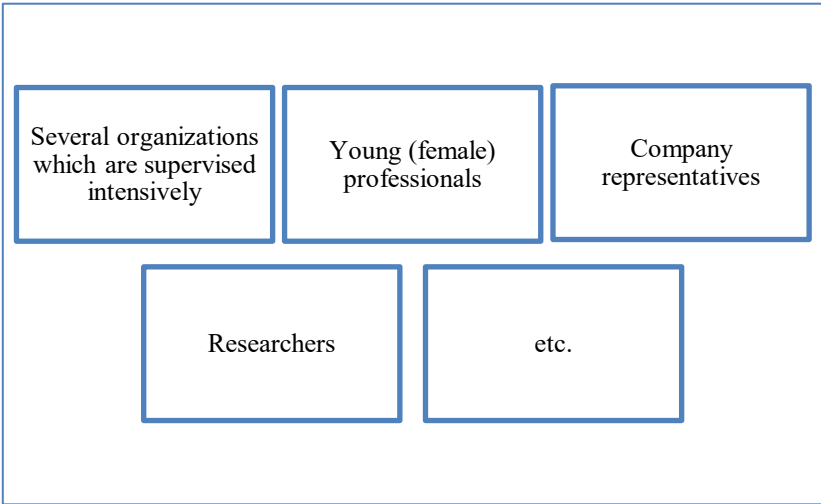 Several organizations
which are supervised
intensively
Young (female)
professionals
Company
representatives
Researchers
etc.